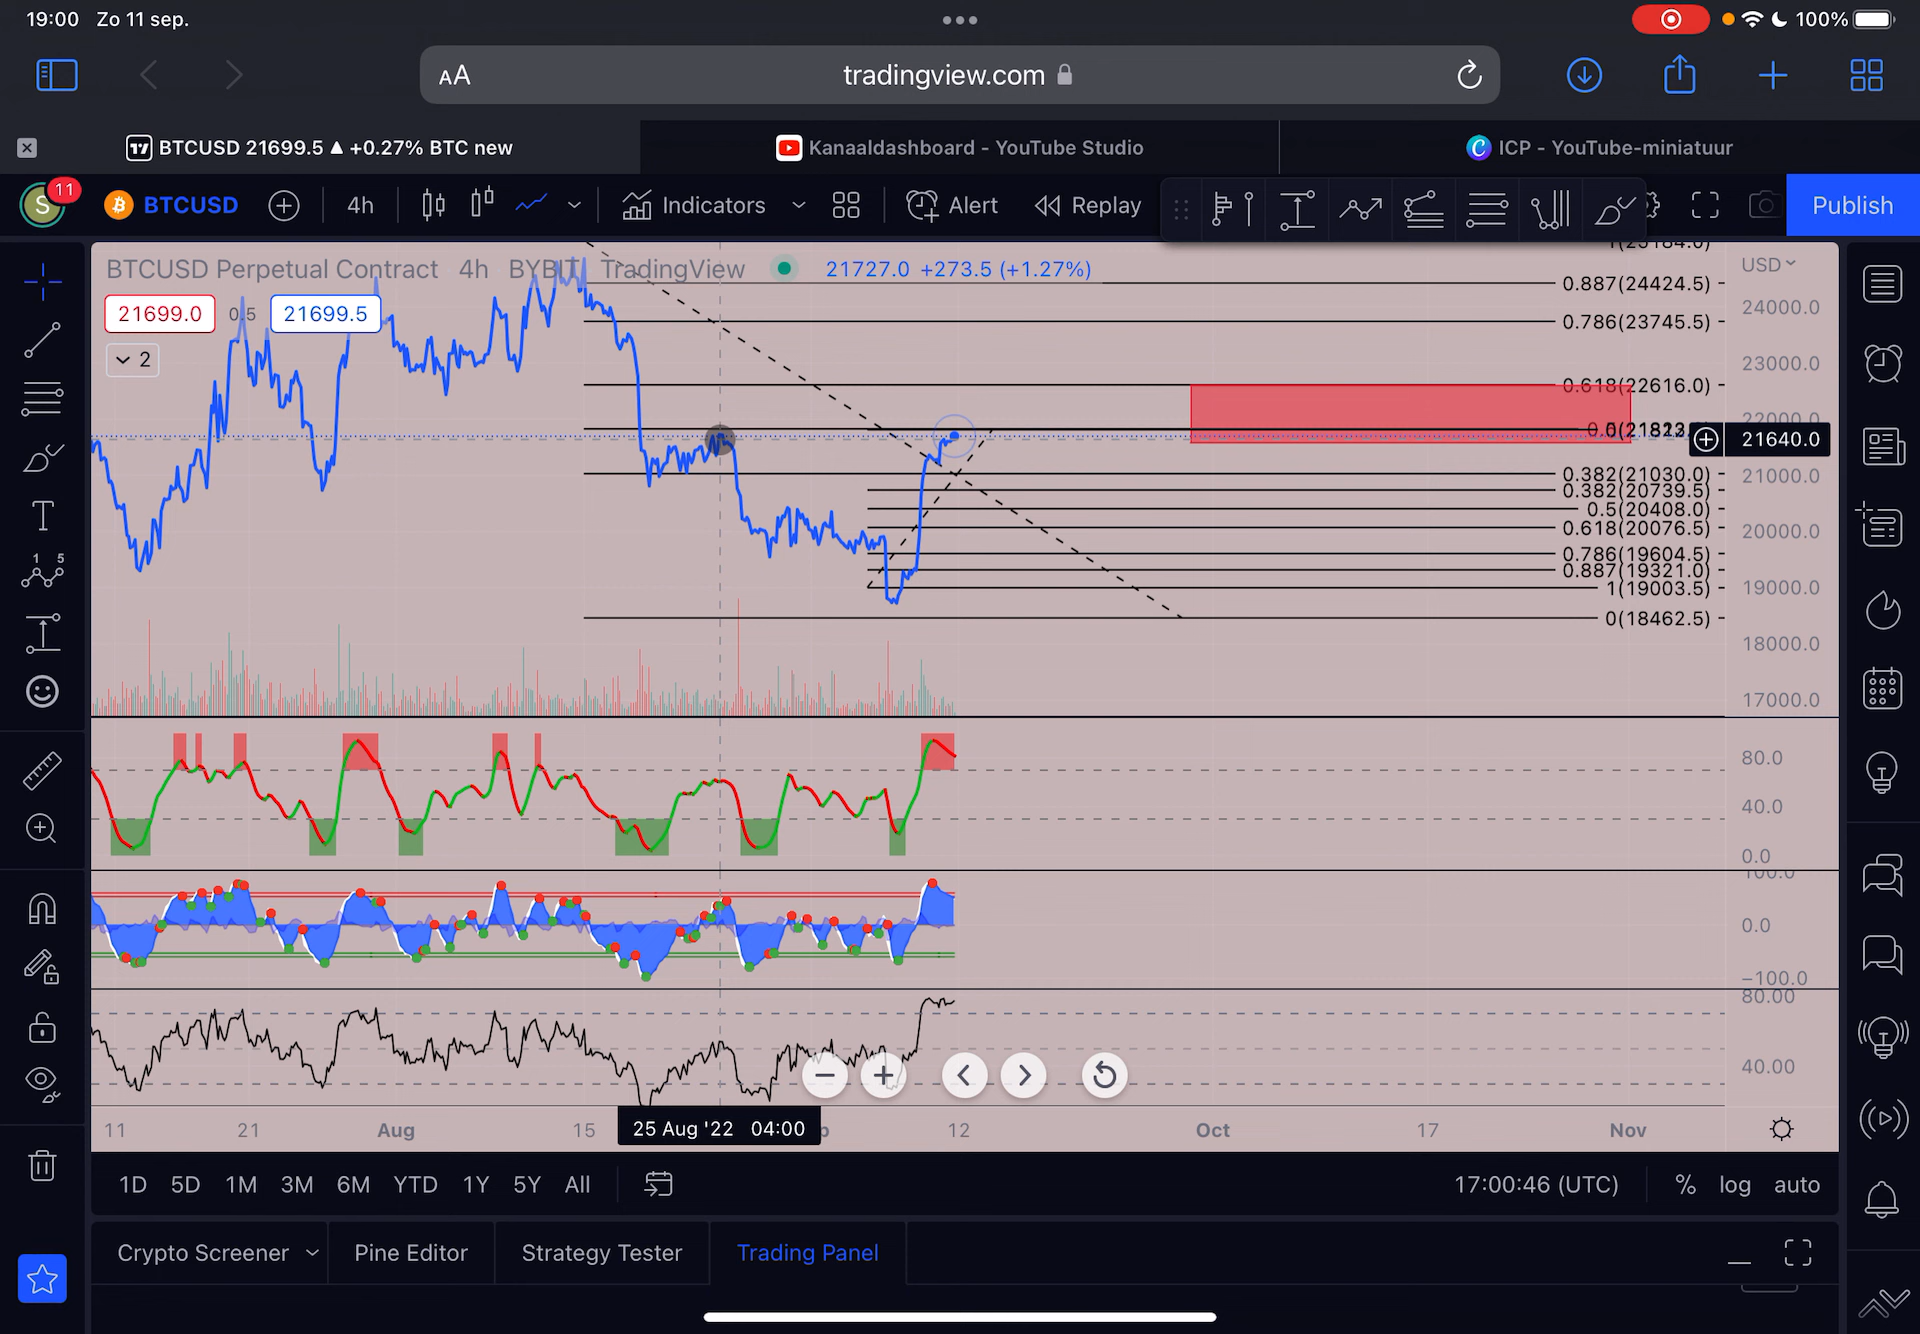 19:00 Zo 11 sep.
100%
AA
tradingview.com
BTCUSD 21699.5 ▲ +0.27% BTC new
Kanaaldashboard - YouTube Studio
ICP - YouTube-miniatuur
S
11
BTCUSD
4h
Indicators
Alert
Replay
Publish
BTCUSD Perpetual Contract 4h BYBIT TradingView
21727.0 +273.5 (+1.27%)
21699.0
0.5
21699.5
2
USD
0.887(24424.5)
24000.0
0.786(23745.5)
23000.0
0.618(22616.0)
22000.0
21640.0
0.382(21030.0)
21000.0
0.382(20739.5)
0.5(20408.0)
20000.0
0.618(20076.5)
0.786(19604.5)
0.887(19321.0)
1(19003.5)
19000.0
0(18462.5)
18000.0
17000.0
80.0
40.0
0.0
100.0
0.0
−100.0
80.00
40.00
11
21
Aug
15
25 Aug '22 04:00
12
Oct
17
Nov
1D 5D 1M 3M 6M YTD 1Y 5Y All
17:00:46 (UTC)
% log auto
Crypto Screener
Pine Editor
Strategy Tester
Trading Panel